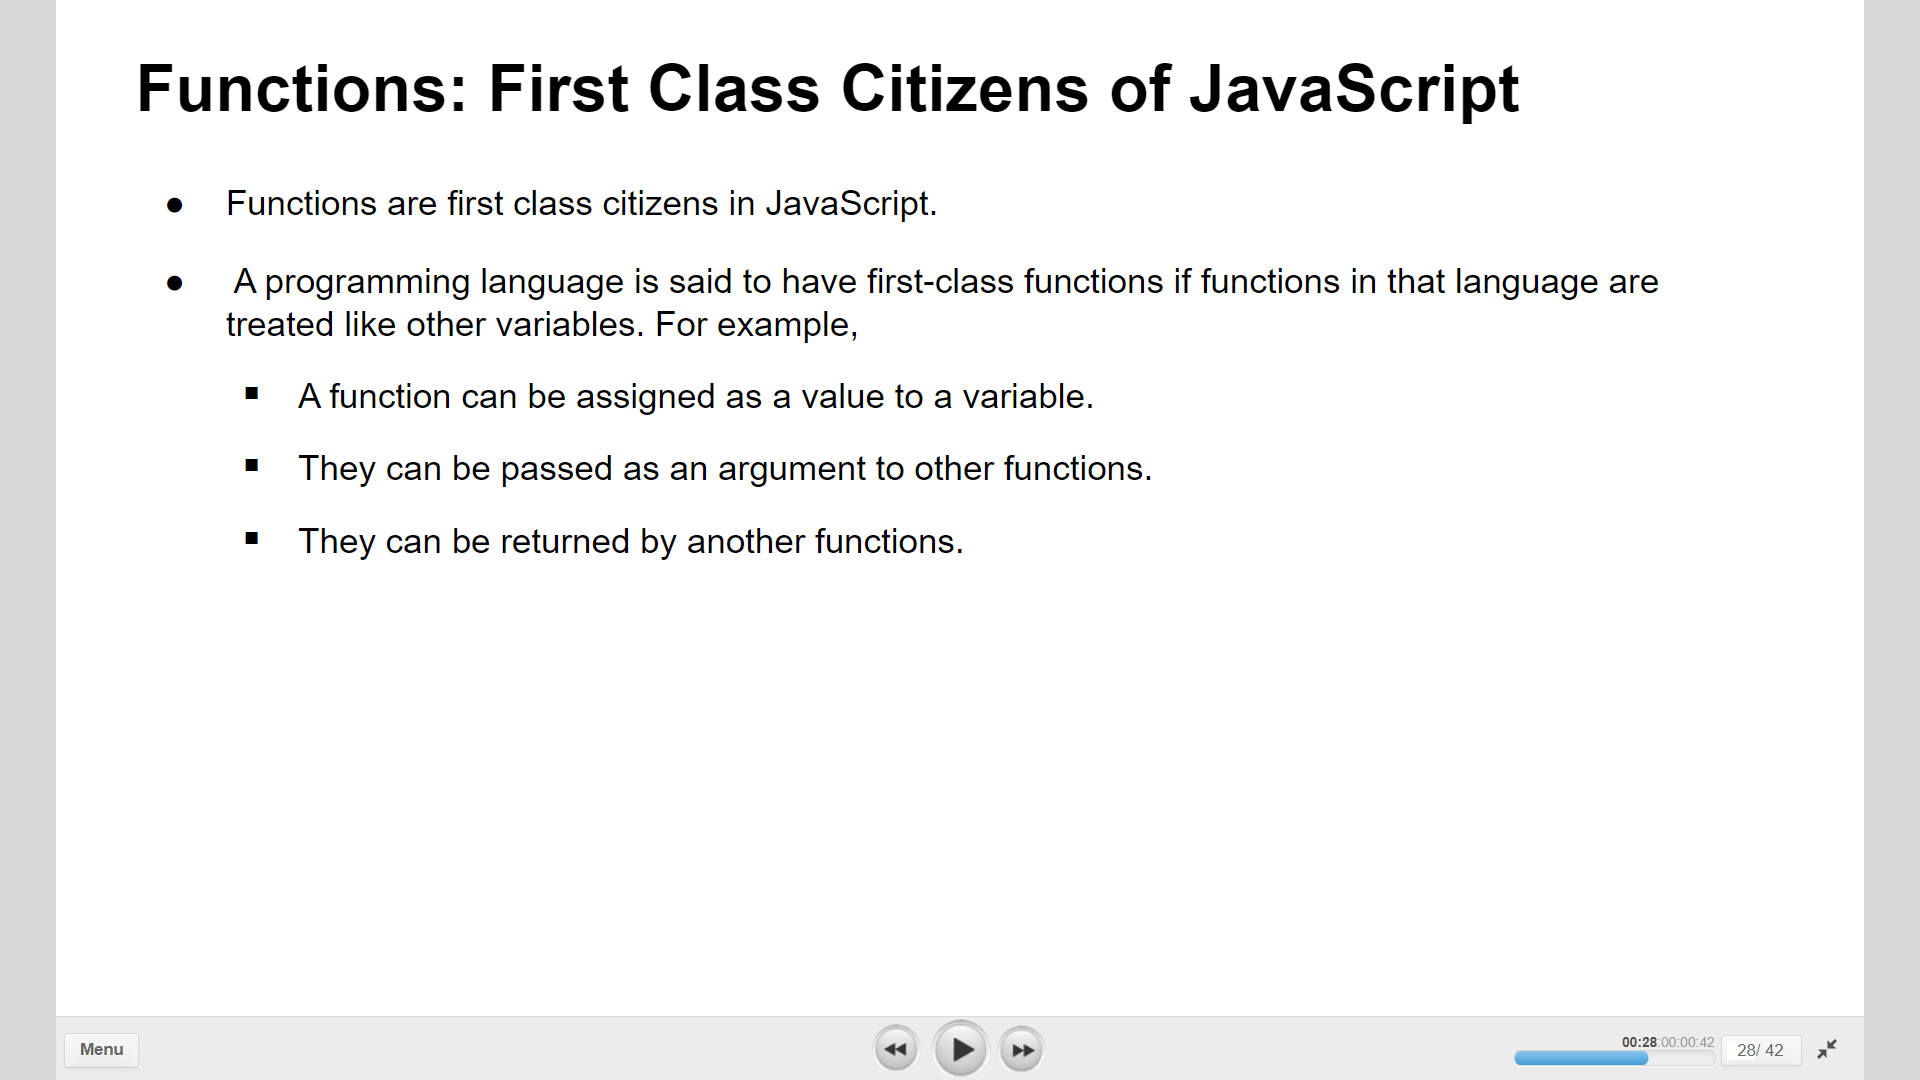 Functions: First Class Citizens of JavaScript
● Functions are first class citizens in JavaScript.
● A programming language is said to have first-class functions if functions in that language are
treated like other variables. For example,
▪ A function can be assigned as a value to a variable.
▪ They can be passed as an argument to other functions.
▪ They can be returned by another functions.
Menu
00:28:00:00:42
28/ 42